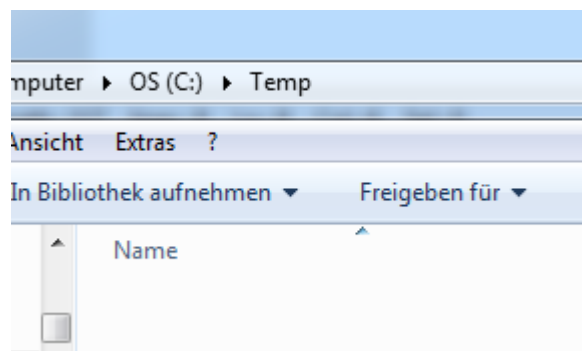 mputer ▸ OS (C:) ▸ Temp
Ansicht Extras ?
In Bibliothek aufnehmen ▼ Freigeben für ▼
Name